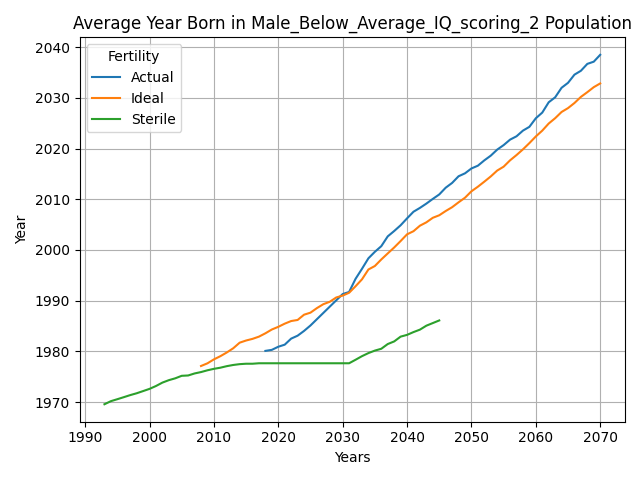 Average Year Born in Male_Below_Average_IQ_scoring_2 Population
2040
2030
2020
2010
2000
1990
1980
1970
Year
Fertility
Actual
Ideal
Sterile
1990 2000 2010 2020 2030 2040 2050 2060 2070
Years